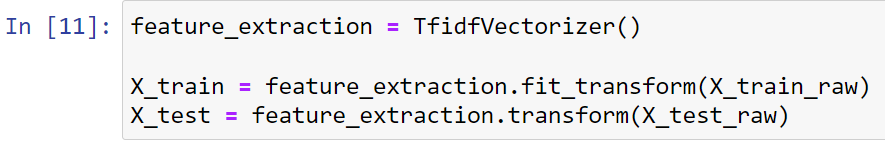 In [11]: feature_extraction = TfidfVectorizer()
X_train = feature_extraction.fit_transform(X_train_raw)
X_test = feature_extraction.transform(X_test_raw)